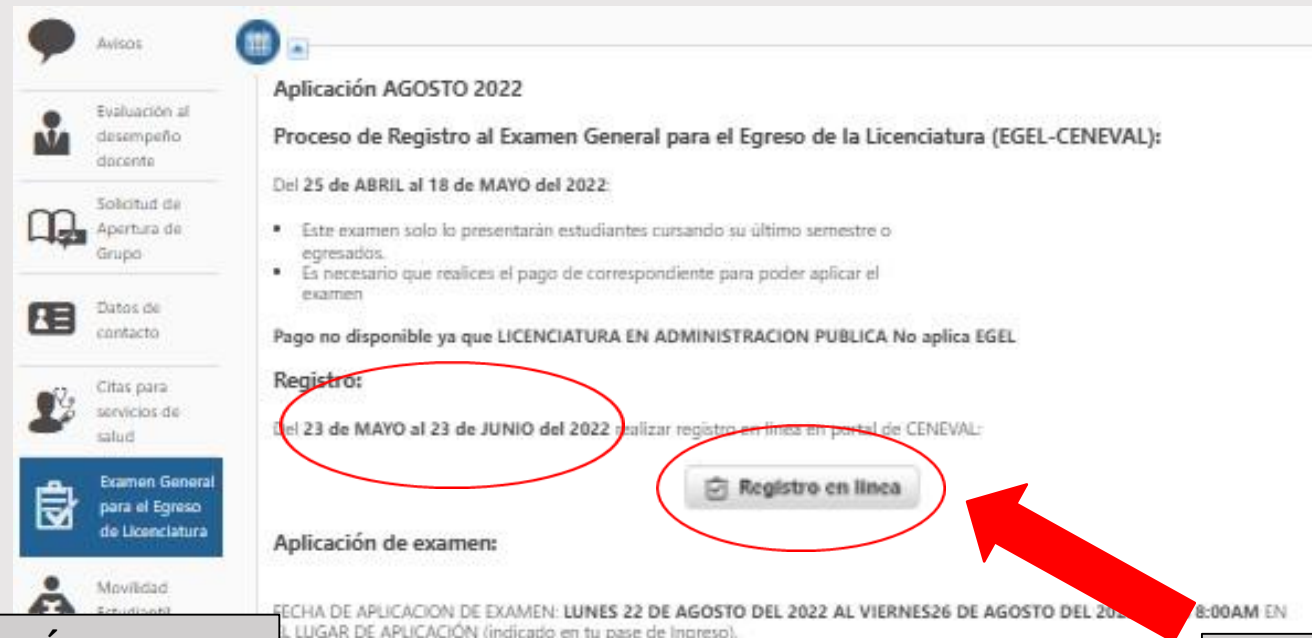 Avisos
Evaluación al
desempeño
docente
Solicitud de
Apertura de
Grupo
Datos de
contacto
Citas para
servicios de
salud
Examen General
para el Egreso
de Licenciatura
Movilidad
Estudiantil
Aplicación AGOSTO 2022
Proceso de Registro al Examen General para el Egreso de la Licenciatura (EGEL-CENEVAL):
Del 25 de ABRIL al 18 de MAYO del 2022:
Este examen solo lo presentarán estudiantes cursando su último semestre o
egresados.
Es necesario que realices el pago de correspondiente para poder aplicar el
examen
Pago no disponible ya que LICENCIATURA EN ADMINISTRACION PUBLICA No aplica EGEL
Registro:
Del 23 de MAYO al 23 de JUNIO del 2022 realizar registro en linea en portal de CENEVAL:
Registro en linea
Aplicación de examen:
FECHA DE APLICACION DE EXAMEN: LUNES 22 DE AGOSTO DEL 2022 AL VIERNES26 DE AGOSTO DEL 8:00AM EN
EL LUGAR DE APLICACIÓN (indicado en tu pase de Ingreso).